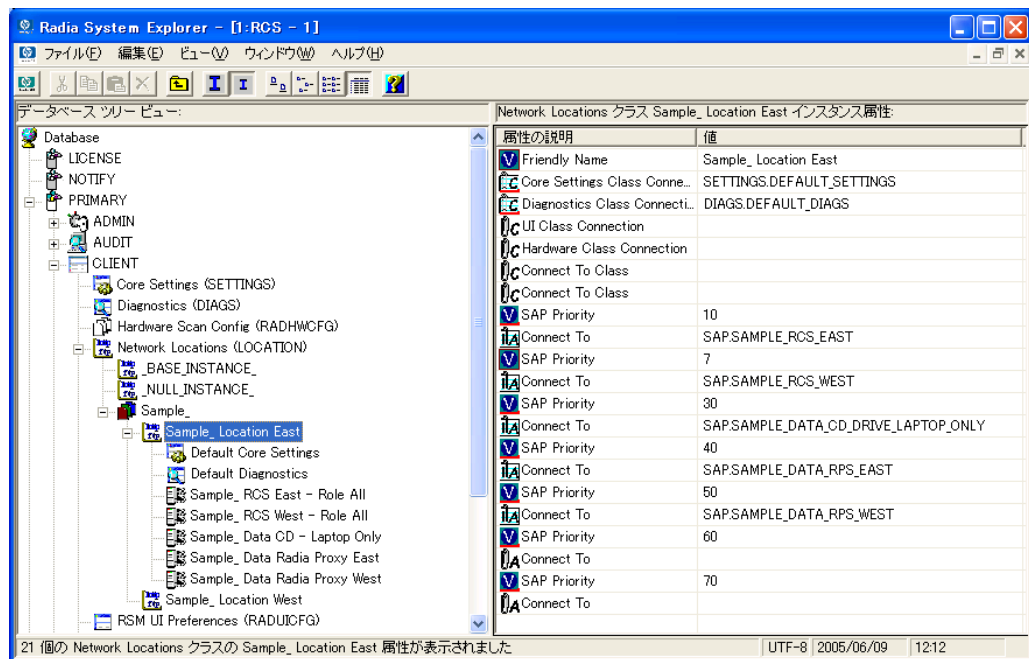 Radia System Explorer - [1:RCS - 1]
ファイル(F) 編集(E) ビュー(V) ウィンドウ(W) ヘルプ(H)
データベース ツリー ビュー:
Database
LICENSE
NOTIFY
PRIMARY
ADMIN
AUDIT
CLIENT
Core Settings (SETTINGS)
Diagnostics (DIAGS)
Hardware Scan Config (RADHWCFG)
Network Locations (LOCATION)
_BASE_INSTANCE_
_NULL_INSTANCE_
Sample_
Sample_ Location East
Default Core Settings
Default Diagnostics
Sample_ RCS East - Role All
Sample_ RCS West - Role All
Sample_ Data CD - Laptop Only
Sample_ Data Radia Proxy East
Sample_ Data Radia Proxy West
Sample_ Location West
RSM UI Preferences (RADUICFG)
Network Locations クラス Sample_ Location East インスタンス属性:
属性の説明 値
Friendly Name Sample_ Location East
Core Settings Class Conne... SETTINGS.DEFAULT_SETTINGS
Diagnostics Class Connecti... DIAGS.DEFAULT_DIAGS
UI Class Connection
Hardware Class Connection
Connect To Class
Connect To Class
SAP Priority 10
Connect To SAP.SAMPLE_RCS_EAST
SAP Priority 7
Connect To SAP.SAMPLE_RCS_WEST
SAP Priority 30
Connect To SAP.SAMPLE_DATA_CD_DRIVE_LAPTOP_ONLY
SAP Priority 40
Connect To SAP.SAMPLE_DATA_RPS_EAST
SAP Priority 50
Connect To SAP.SAMPLE_DATA_RPS_WEST
SAP Priority 60
Connect To
SAP Priority 70
Connect To
21 個の Network Locations クラスの Sample_ Location East 属性が表示されました UTF-8 2005/06/09 12:12